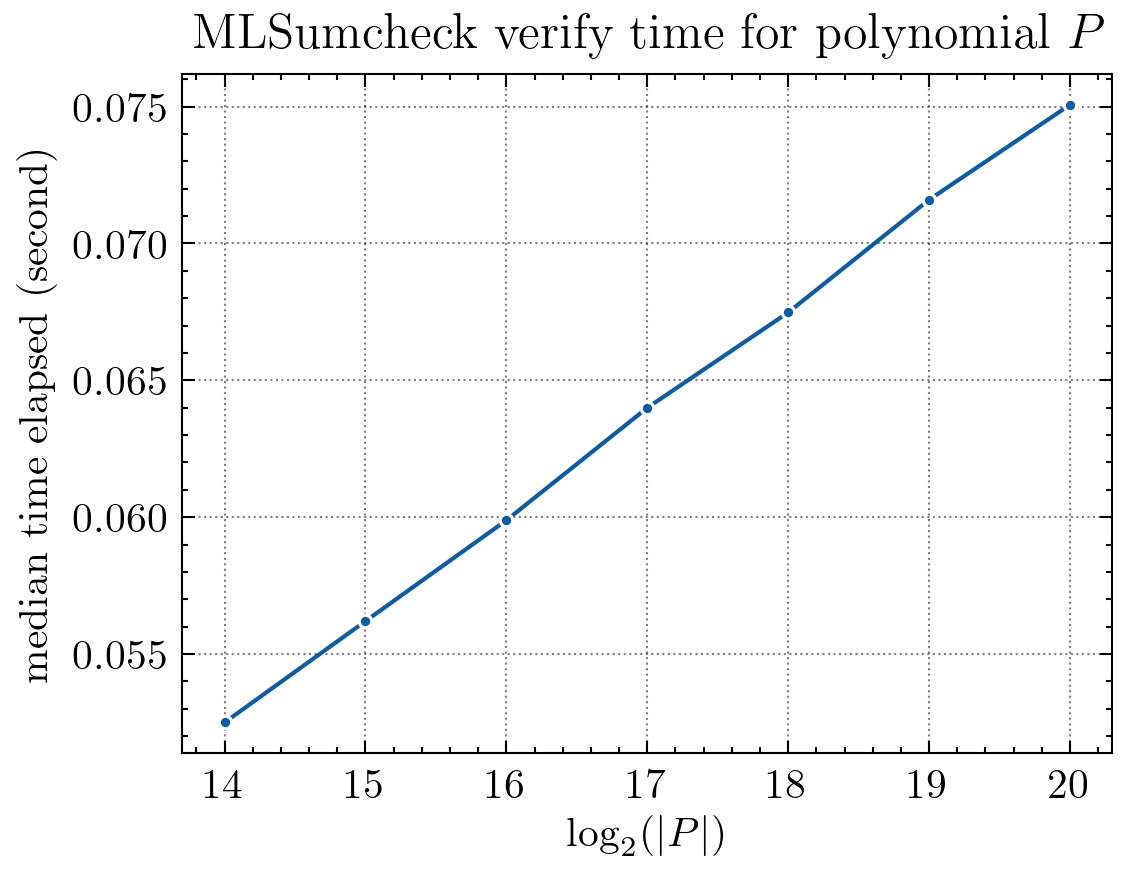 MLSumcheck verify time for polynomial P
median time elapsed (second)
0.075
0.070
0.065
0.060
0.055
14 15 16 17 18 19 20
log₂(|P|)